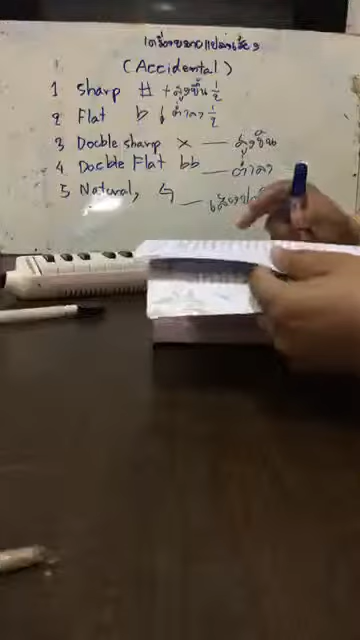 เครื่องหมายแปลงเสียง
(Accidental)
1 Sharp # + สูงขึ้น ½
2 Flat b ↓ ต่ำลง ½
3 Docble sharp × — สูงขึ้น
4 Docble Flat bb — ต่ำลง
5 Natural, ♮ —